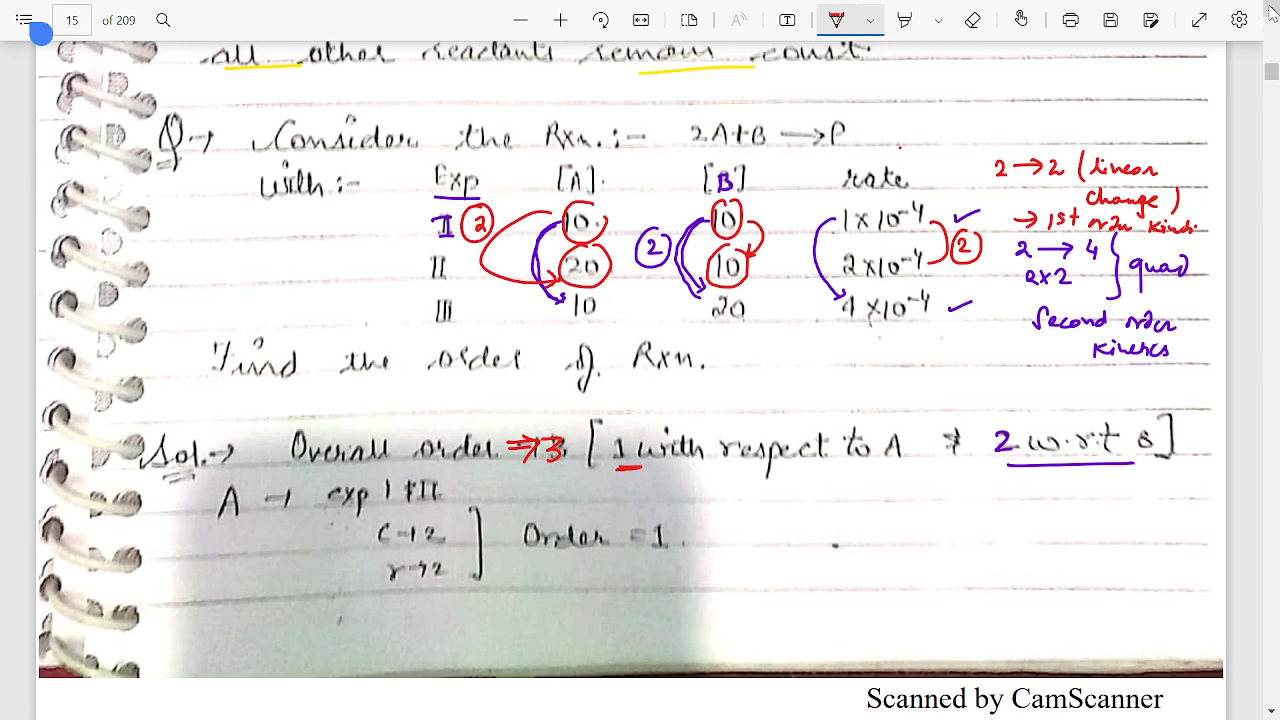 15 of 209
all other reactants remain const.
Q→ Consider the Rxn. :- 2A+B → P
with :- Exp [A]. [B] rate
I ② 10. 10 1 x 10⁻⁴ ✓
II 20 ② 10 2 x 10⁻⁴ ②
III 10 20 4 x 10⁻⁴ ✓
2 → 2 (linear
change)
→ 1st
2 → 4
2x2 } quad
Second
kinetics
Find the order of Rxn.
Sol.→ Overall order ⇒ 3 [1 with respect to A & 2 w.r.t B]
A → exp I & II
C→2
r→2 ] Order = 1.
Scanned by CamScanner